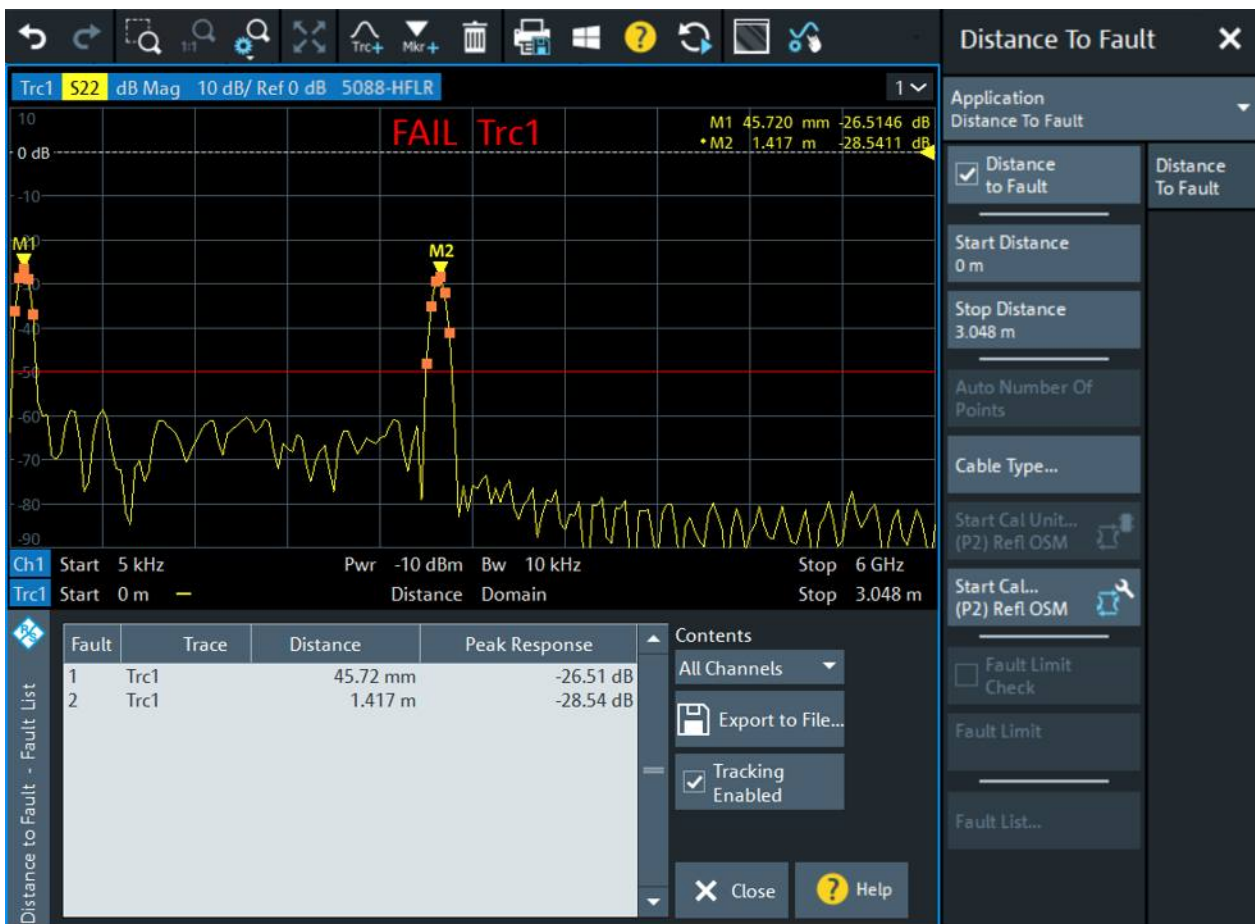 1:1
Trc+
Mkr+
?
Distance To Fault
Trc1 S22 dB Mag 10 dB/ Ref 0 dB 5088-HFLR
1
10
FAIL Trc1
M1 45.720 mm -26.5146 dB
•M2 1.417 m -28.5411 dB
0 dB
-10
M1
M2
-40
-50
-60
-70
-80
-90
Ch1 Start 5 kHz Pwr -10 dBm Bw 10 kHz Stop 6 GHz
Trc1 Start 0 m — Distance Domain Stop 3.048 m
Application
Distance To Fault
Distance
to Fault
Distance
To Fault
Start Distance
0 m
Stop Distance
3.048 m
Auto Number Of
Points
Cable Type...
Start Cal Unit...
(P2) Refl OSM
Start Cal...
(P2) Refl OSM
Fault Limit
Check
Fault Limit
Fault List...
Distance to Fault - Fault List
Fault Trace Distance Peak Response
1 Trc1 45.72 mm -26.51 dB
2 Trc1 1.417 m -28.54 dB
Contents
All Channels
Export to File...
Tracking
Enabled
Close
? Help